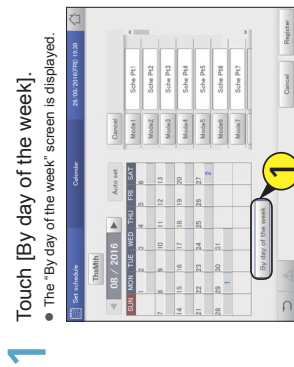 1 Touch [By day of the week].
● The “By day of the week” screen is displayed.
Set schedule Calendar 26/08/2016(FRI) 19:30
ThsMth Auto set Cancel
08 / 2016
SUN MON TUE WED THU FRI SAT
1 2 3 4 5 6
7 8 9 10 11 12 13
14 15 16 17 18 19 20
21 22 23 24 25 26 27
2
28 29 30 31
1
Mode1 Sche Pt1
Mode2 Sche Pt2
Mode3 Sche Pt3
Mode4 Sche Pt4
Mode5 Sche Pt5
Mode6 Sche Pt6
Mode7 Sche Pt7
By day of the week
1
Cancel Register